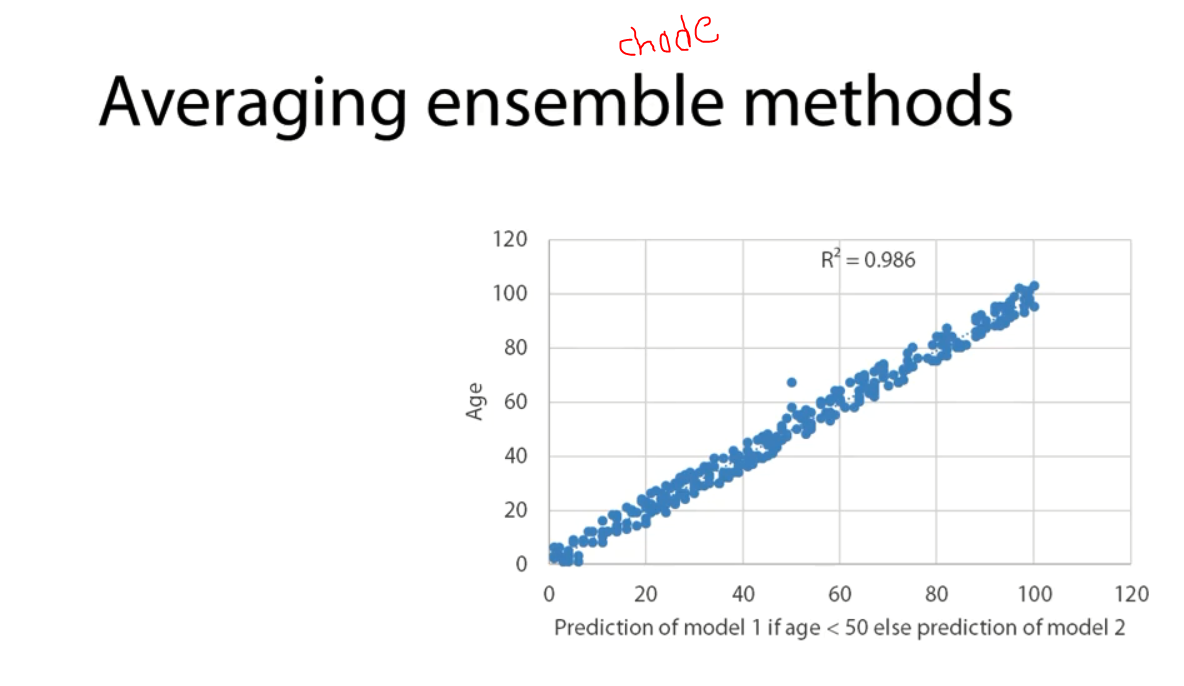 chode
Averaging ensemble methods
120
R² = 0.986
100
80
60
40
20
0
Age
0 20 40 60 80 100 120
Prediction of model 1 if age < 50 else prediction of model 2